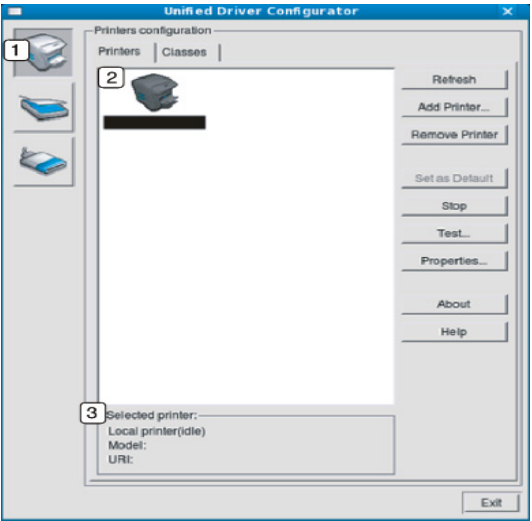 Unified Driver Configurator
Printers configuration
Printers
Classes
1
2
3
Refresh
Add Printer...
Remove Printer
Set as Default
Stop
Test...
Properties...
About
Help
Selected printer:
Local printer(idle)
Model:
URI:
Exit